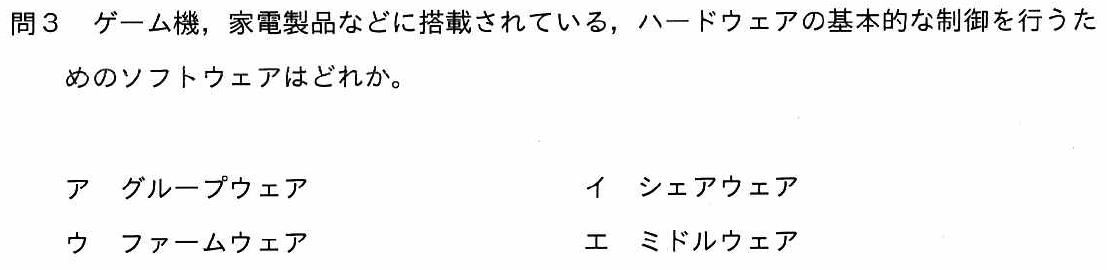 問3　ゲーム機，家電製品などに搭載されている，ハードウェアの基本的な制御を行うた
めのソフトウェアはどれか。
ア　グループウェア　イ　シェアウェア
ウ　ファームウェア　エ　ミドルウェア